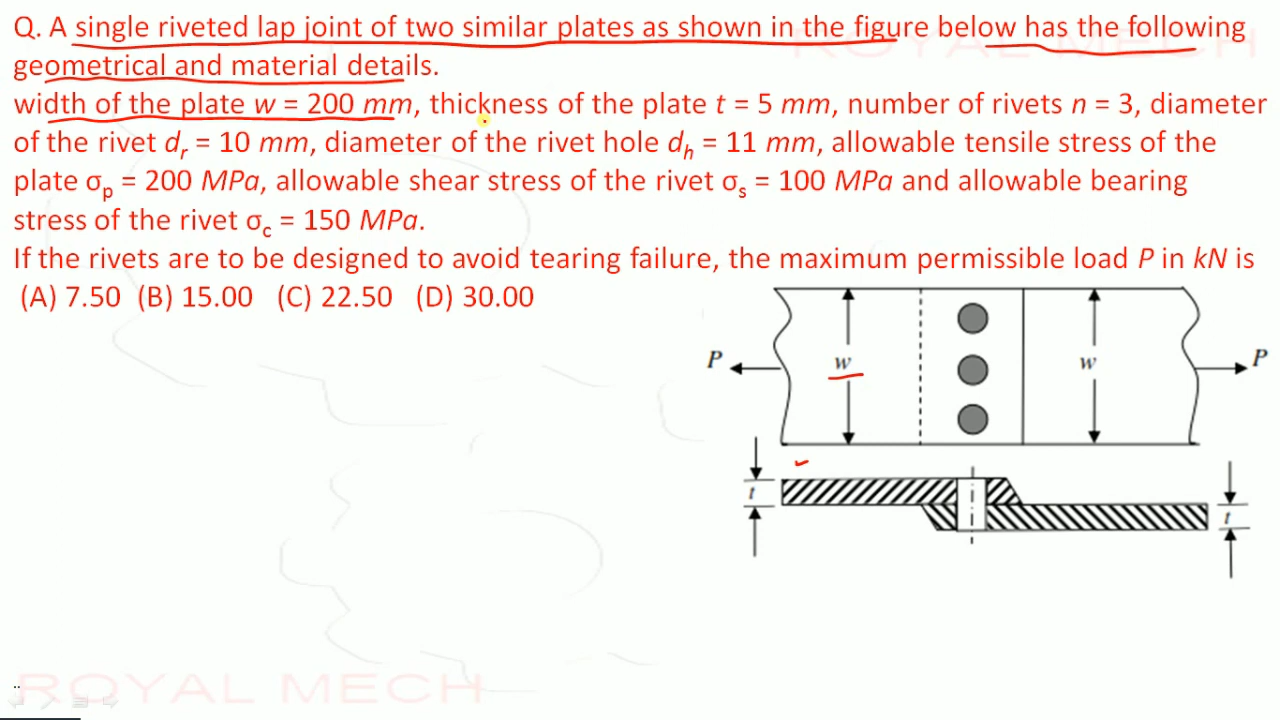 Q. A single riveted lap joint of two similar plates as shown in the figure below has the following
geometrical and material details.
width of the plate w = 200 mm, thickness of the plate t = 5 mm, number of rivets n = 3, diameter
of the rivet dr = 10 mm, diameter of the rivet hole dh = 11 mm, allowable tensile stress of the
plate σp = 200 MPa, allowable shear stress of the rivet σs = 100 MPa and allowable bearing
stress of the rivet σc = 150 MPa.
If the rivets are to be designed to avoid tearing failure, the maximum permissible load P in kN is
(A) 7.50 (B) 15.00 (C) 22.50 (D) 30.00
P w w P
t t
..
ROYAL MECH
ROYAL MECH